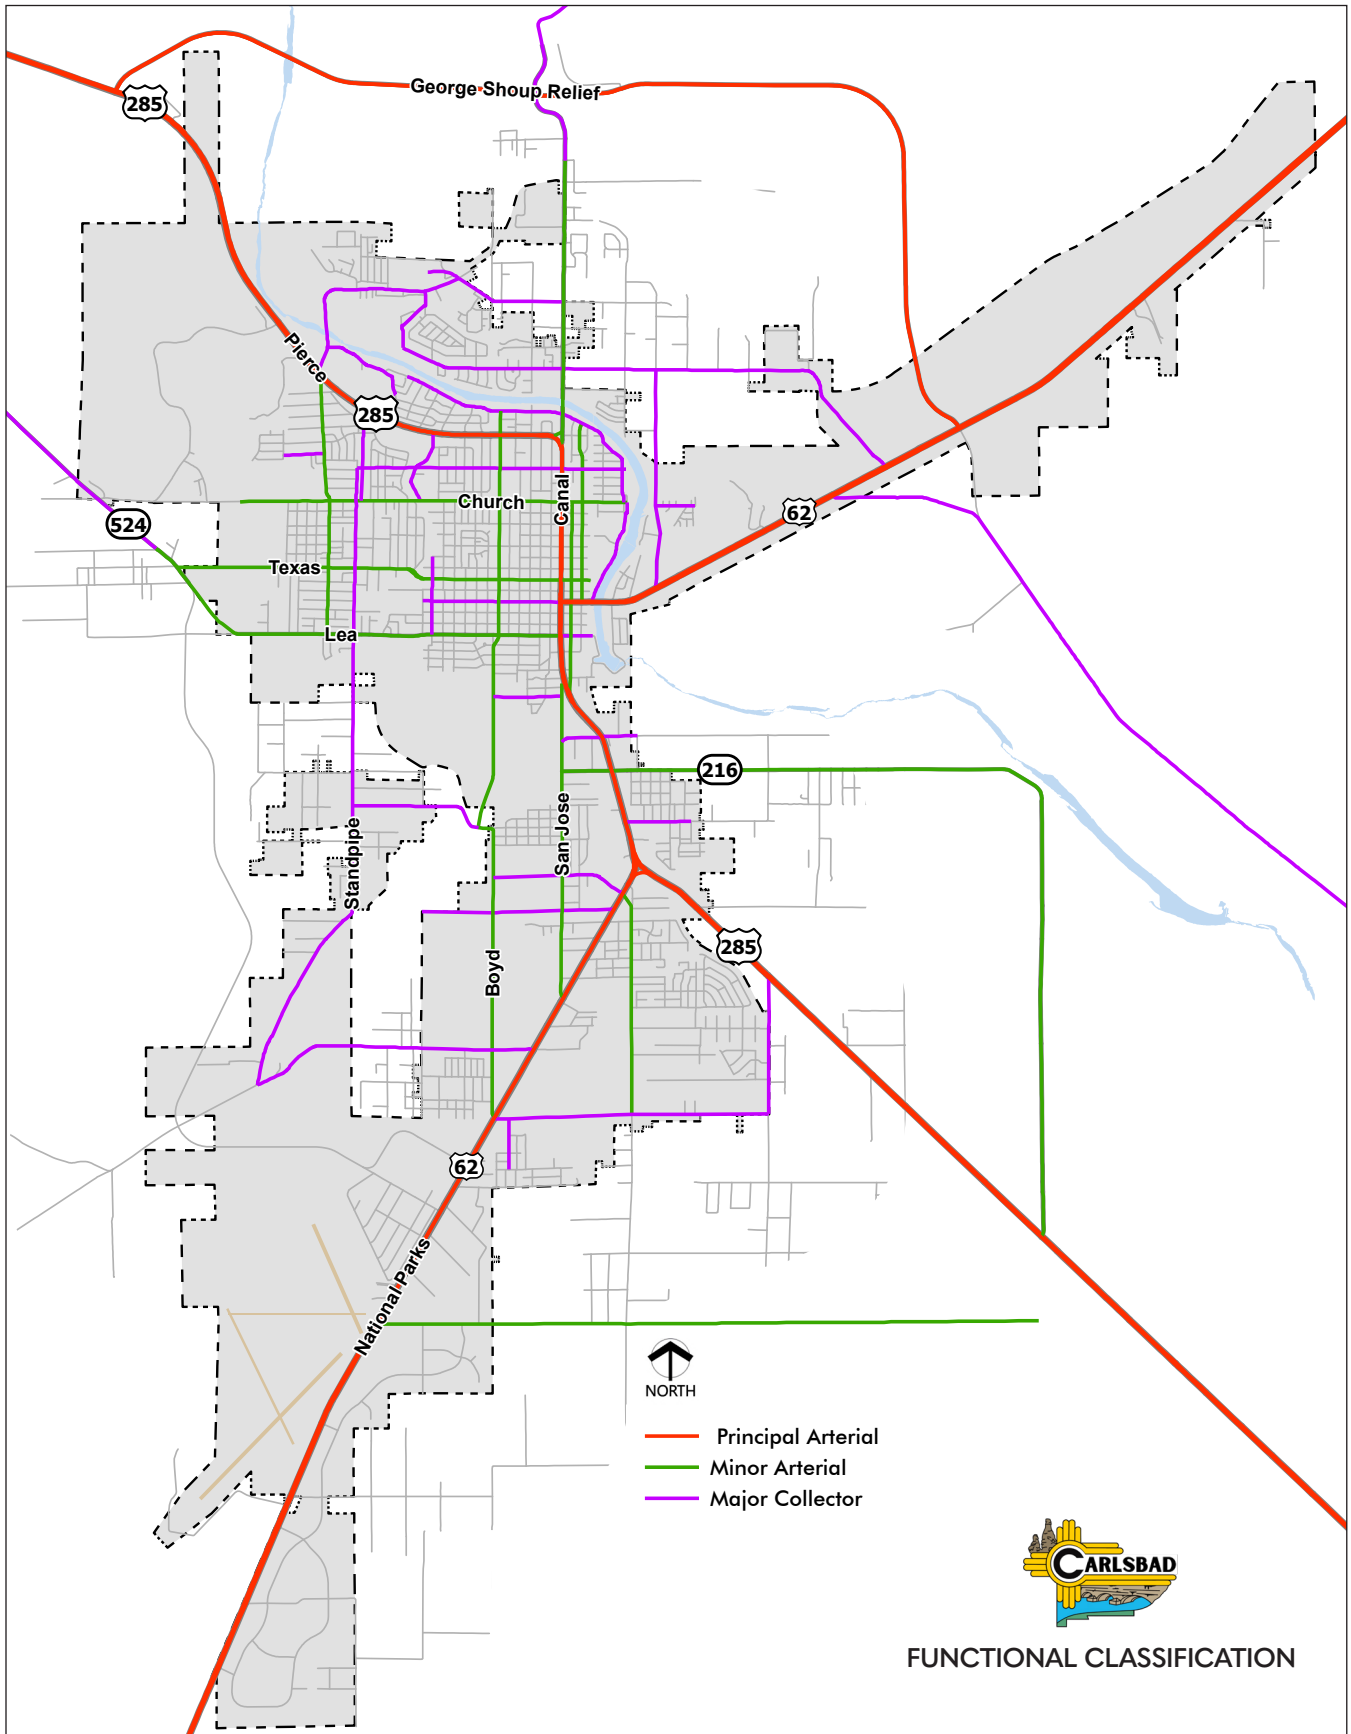 George Shoup Relief
285
Pierce
285
Canal
Church
62
524
Texas
Lea
216
San Jose
Standpipe
285
Boyd
62
National Parks
NORTH
Principal Arterial
Minor Arterial
Major Collector
CARLSBAD
FUNCTIONAL CLASSIFICATION